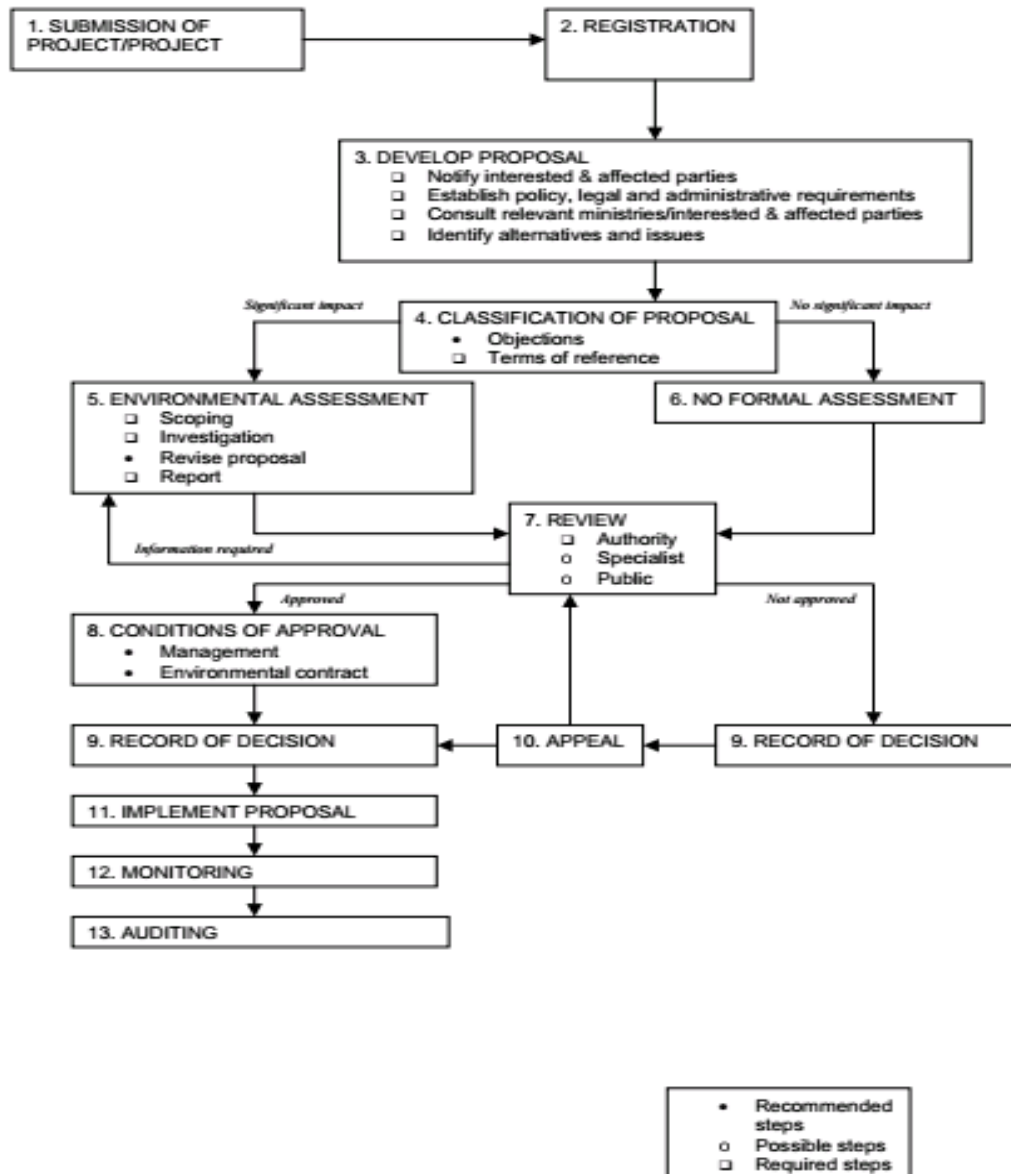 1. SUBMISSION OF
PROJECT/PROJECT
2. REGISTRATION
3. DEVELOP PROPOSAL
❑ Notify interested & affected parties
❑ Establish policy, legal and administrative requirements
❑ Consult relevant ministries/interested & affected parties
❑ Identify alternatives and issues
Significant impact
No significant impact
4. CLASSIFICATION OF PROPOSAL
• Objections
❑ Terms of reference
5. ENVIRONMENTAL ASSESSMENT
❑ Scoping
❑ Investigation
• Revise proposal
❑ Report
6. NO FORMAL ASSESSMENT
7. REVIEW
❑ Authority
o Specialist
o Public
Information required
Approved
Not approved
8. CONDITIONS OF APPROVAL
• Management
• Environmental contract
9. RECORD OF DECISION
10. APPEAL
9. RECORD OF DECISION
11. IMPLEMENT PROPOSAL
12. MONITORING
13. AUDITING
• Recommended
steps
o Possible steps
❑ Required steps